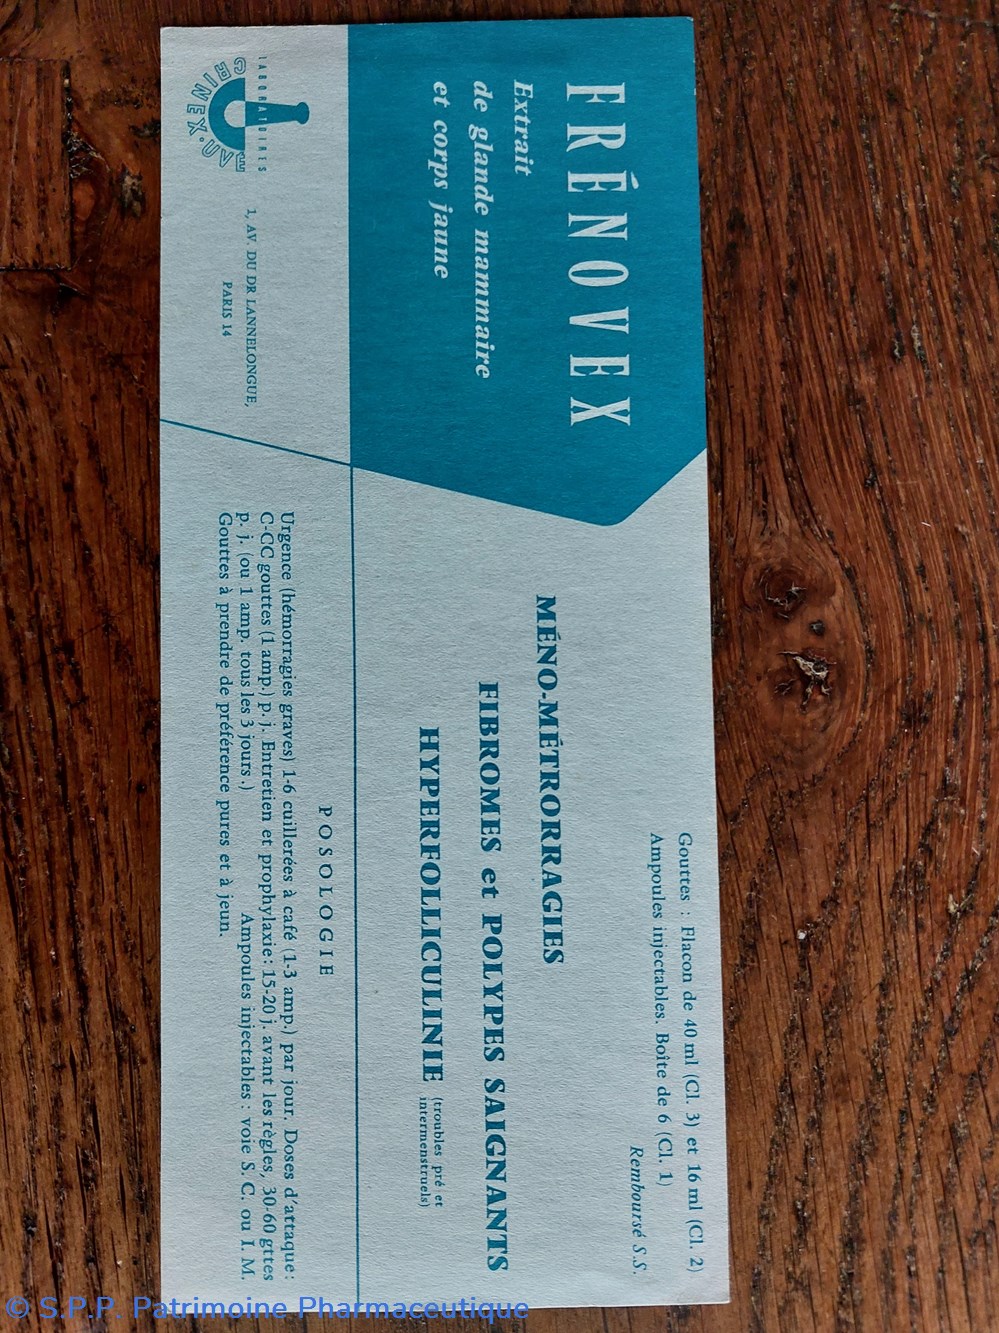 FRÉNOVEX
Extrait
de glande mammaire
et corps jaune
LABORATOIRES
CRINEX-UVÉ
1, AV. DU DR LANNELONGUE,
PARIS 14
Gouttes : Flacon de 40 ml (Cl. 3) et 16 ml (Cl. 2)
Ampoules injectables. Boîte de 6 (Cl. 1)
Remboursé S.S.
MÉNO-MÉTRORRAGIES
FIBROMES et POLYPES SAIGNANTS
HYPERFOLLICULINIE (troubles pré et
intermenstruels)
POSOLOGIE
Urgence (hémorragies graves) 1-6 cuillerées à café (1-3 amp.) par jour. Doses d'attaque:
C-CC gouttes (1 amp.) p. j. Entretien et prophylaxie: 15-20 j. avant les règles, 30-60 gttes
p. j. (ou 1 amp. tous les 3 jours.) Ampoules injectables : voie S. C. ou I. M.
Gouttes à prendre de préférence pures et à jeun.
© S.P.P. Patrimoine Pharmaceutique